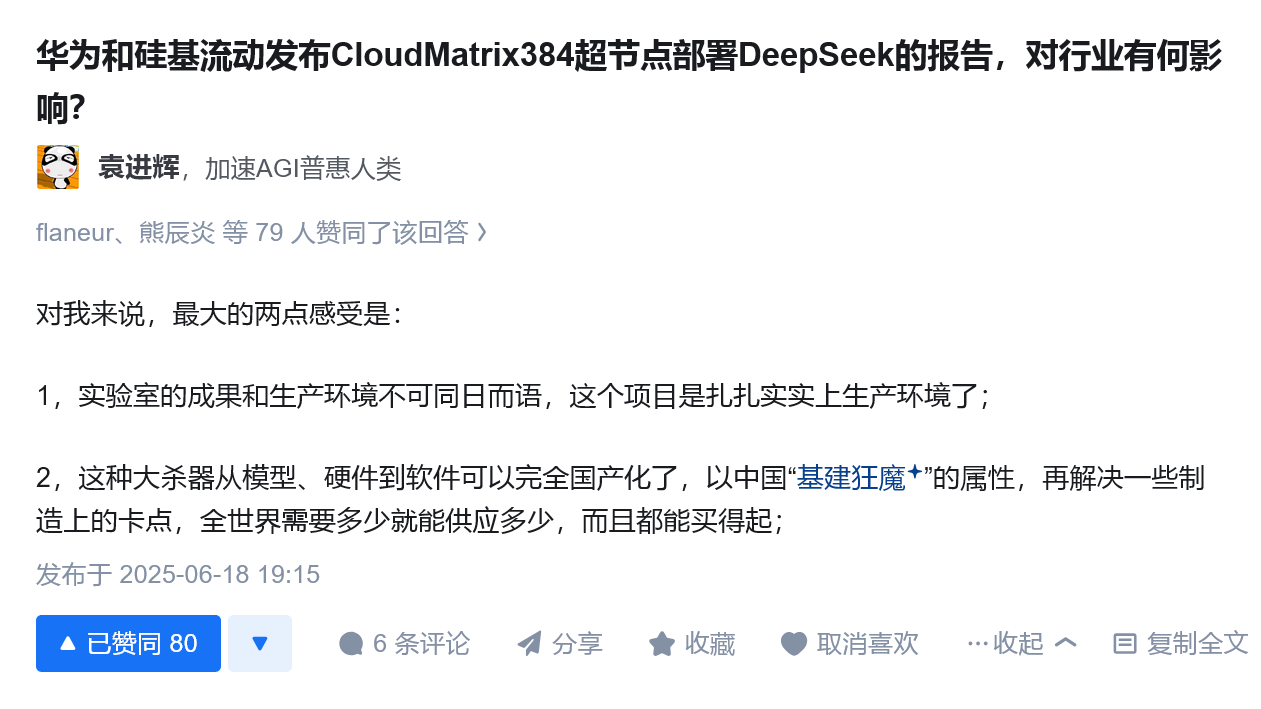 华为和硅基流动发布CloudMatrix384超节点部署DeepSeek的报告，对行业有何影
响？
袁进辉，加速AGI普惠人类
flaneur、熊辰炎 等 79 人赞同了该回答 ›
对我来说，最大的两点感受是：
1，实验室的成果和生产环境不可同日而语，这个项目是扎扎实实上生产环境了；
2，这种大杀器从模型、硬件到软件可以完全国产化了，以中国“基建狂魔”的属性，再解决一些制
造上的卡点，全世界需要多少就能供应多少，而且都能买得起；
发布于 2025-06-18 19:15
已赞同 80 6 条评论 分享 收藏 取消喜欢 ··· 收起 复制全文